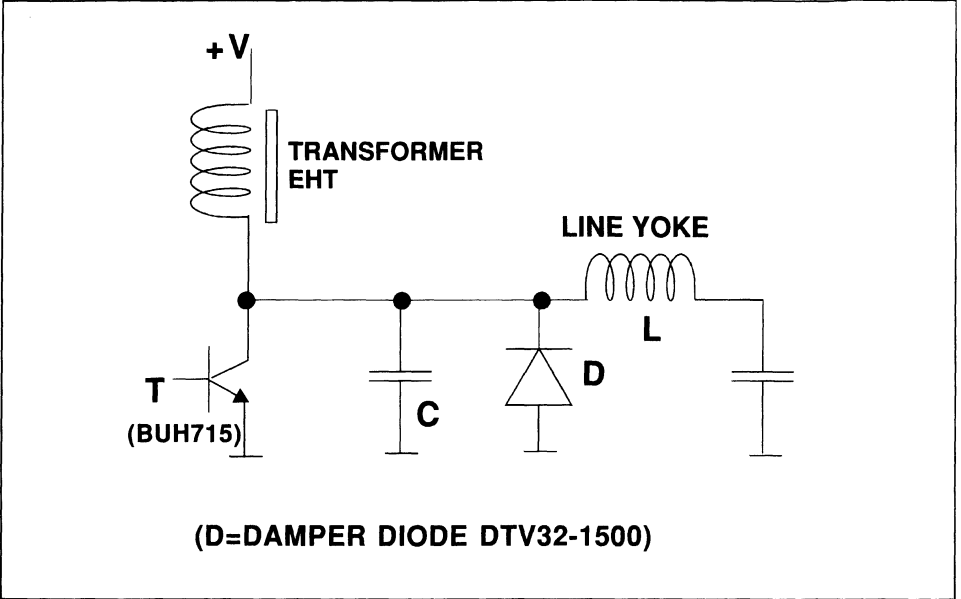 +V
TRANSFORMER
EHT
LINE YOKE
L
D
T
C
(BUH715)
(D=DAMPER DIODE DTV32-1500)